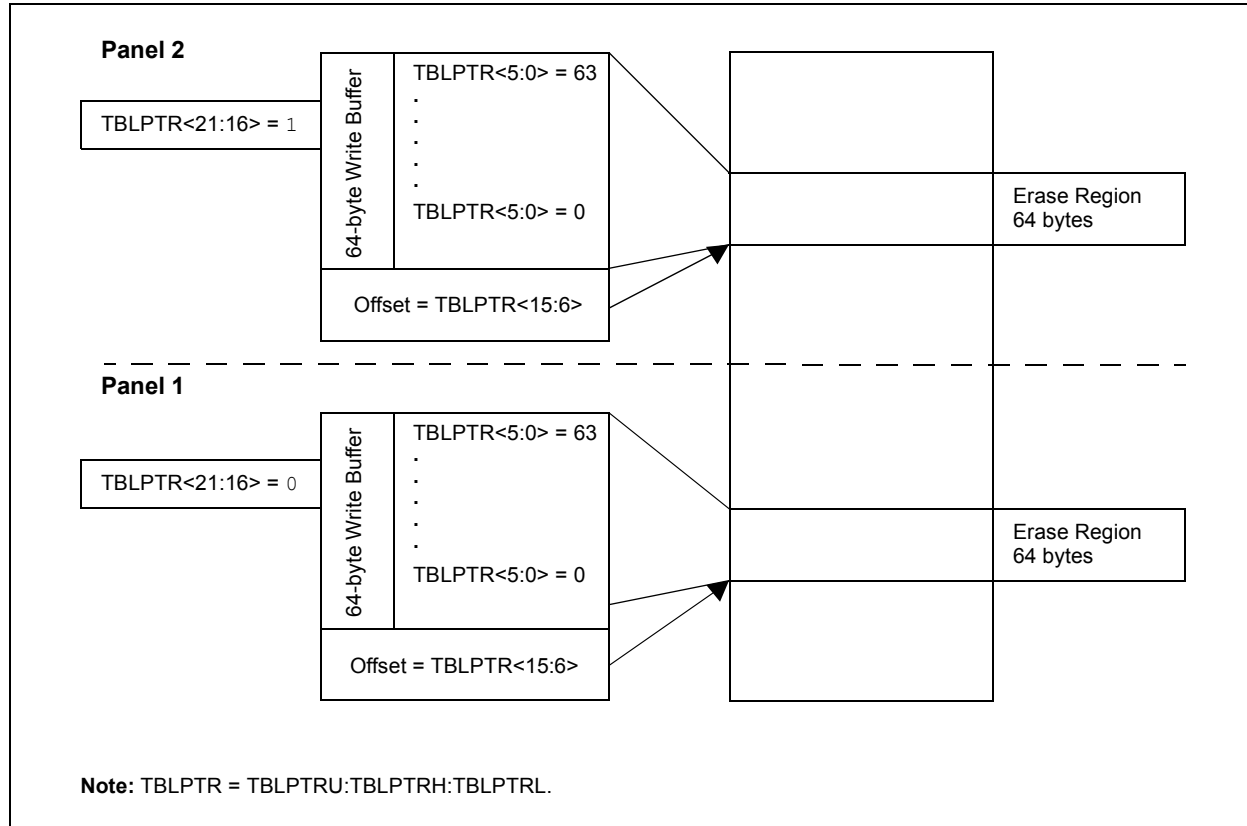 Panel 2
TBLPTR<21:16> = 1
64-byte Write Buffer
TBLPTR<5:0> = 63
.
.
.
.
.
TBLPTR<5:0> = 0
Offset = TBLPTR<15:6>
Erase Region
64 bytes
Panel 1
TBLPTR<21:16> = 0
64-byte Write Buffer
TBLPTR<5:0> = 63
.
.
.
.
.
TBLPTR<5:0> = 0
Offset = TBLPTR<15:6>
Erase Region
64 bytes
Note: TBLPTR = TBLPTRU:TBLPTRH:TBLPTRL.